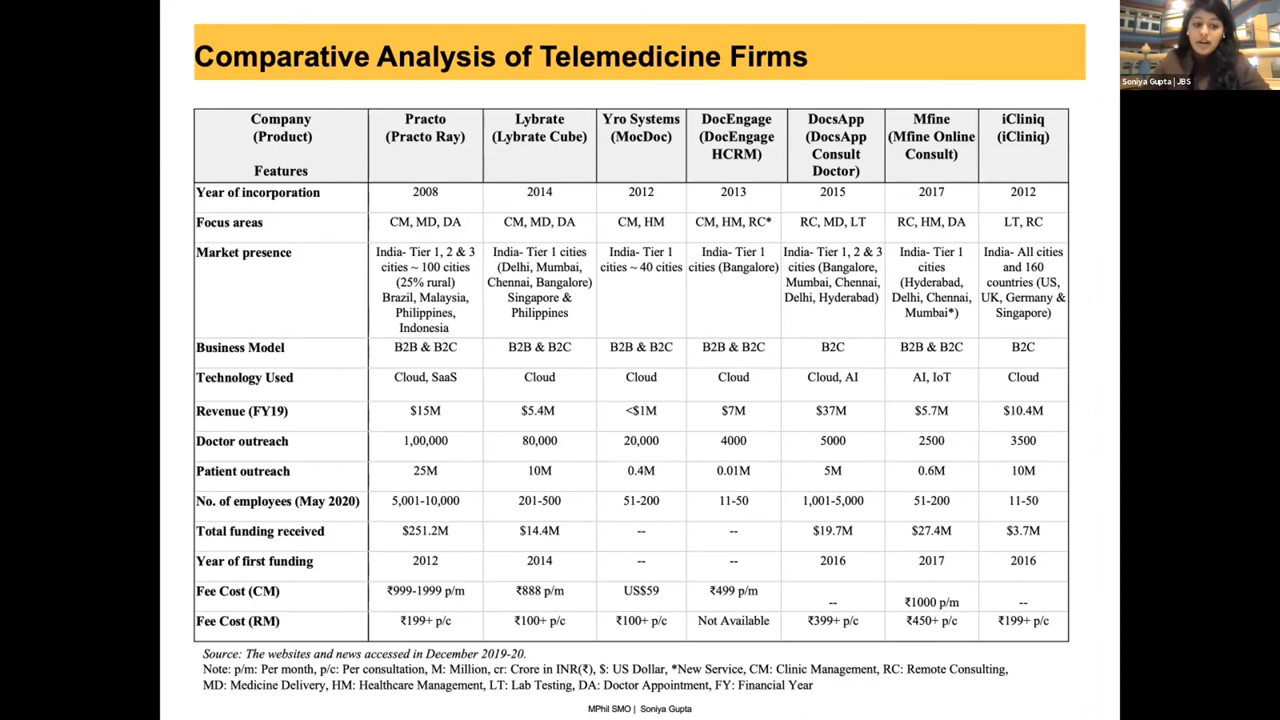 Comparative Analysis of Telemedicine Firms
Soniya Gupta | JBS
Company (Product) Features | Practo (Practo Ray) | Lybrate (Lybrate Cube) | Yro Systems (MocDoc) | DocEngage (DocEngage HCRM) | DocsApp (DocsApp Consult Doctor) | Mfine (Mfine Online Consult) | iCliniq (iCliniq)
Year of incorporation | 2008 | 2014 | 2012 | 2013 | 2015 | 2017 | 2012
Focus areas | CM, MD, DA | CM, MD, DA | CM, HM | CM, HM, RC* | RC, MD, LT | RC, HM, DA | LT, RC
Market presence | India- Tier 1, 2 & 3 cities ~ 100 cities (25% rural) Brazil, Malaysia, Philippines, Indonesia | India- Tier 1 cities (Delhi, Mumbai, Chennai, Bangalore) Singapore & Philippines | India- Tier 1 cities ~ 40 cities | India- Tier 1 cities (Bangalore) | India- Tier 1, 2 & 3 cities (Bangalore, Mumbai, Chennai, Delhi, Hyderabad) | India- Tier 1 cities (Hyderabad, Delhi, Chennai, Mumbai*) | India- All cities and 160 countries (US, UK, Germany & Singapore)
Business Model | B2B & B2C | B2B & B2C | B2B & B2C | B2B & B2C | B2C | B2B & B2C | B2C
Technology Used | Cloud, SaaS | Cloud | Cloud | Cloud | Cloud, AI | AI, IoT | Cloud
Revenue (FY19) | $15M | $5.4M | <$1M | $7M | $37M | $5.7M | $10.4M
Doctor outreach | 1,00,000 | 80,000 | 20,000 | 4000 | 5000 | 2500 | 3500
Patient outreach | 25M | 10M | 0.4M | 0.01M | 5M | 0.6M | 10M
No. of employees (May 2020) | 5,001-10,000 | 201-500 | 51-200 | 11-50 | 1,001-5,000 | 51-200 | 11-50
Total funding received | $251.2M | $14.4M | -- | -- | $19.7M | $27.4M | $3.7M
Year of first funding | 2012 | 2014 | -- | -- | 2016 | 2017 | 2016
Fee Cost (CM) | ₹999-1999 p/m | ₹888 p/m | US$59 | ₹499 p/m | -- | ₹1000 p/m | --
Fee Cost (RM) | ₹199+ p/c | ₹100+ p/c | ₹100+ p/c | Not Available | ₹399+ p/c | ₹450+ p/c | ₹199+ p/c
Source: The websites and news accessed in December 2019-20.
Note: p/m: Per month, p/c: Per consultation, M: Million, cr: Crore in INR(₹), $: US Dollar, *New Service, CM: Clinic Management, RC: Remote Consulting,
MD: Medicine Delivery, HM: Healthcare Management, LT: Lab Testing, DA: Doctor Appointment, FY: Financial Year
MPhil SMO | Soniya Gupta